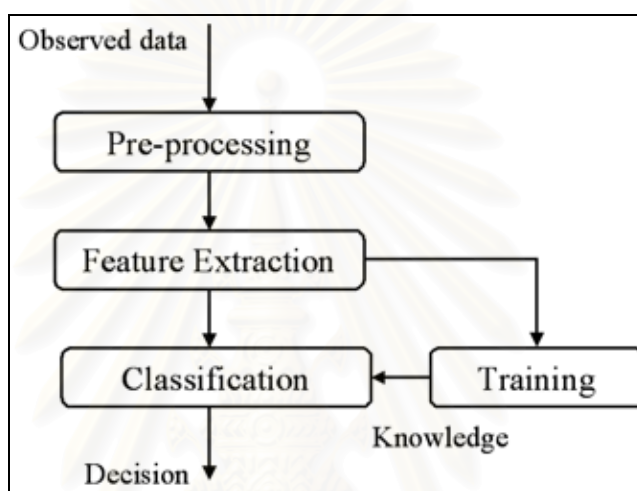 Observed data
Pre-processing
Feature Extraction
Classification
Training
Knowledge
Decision